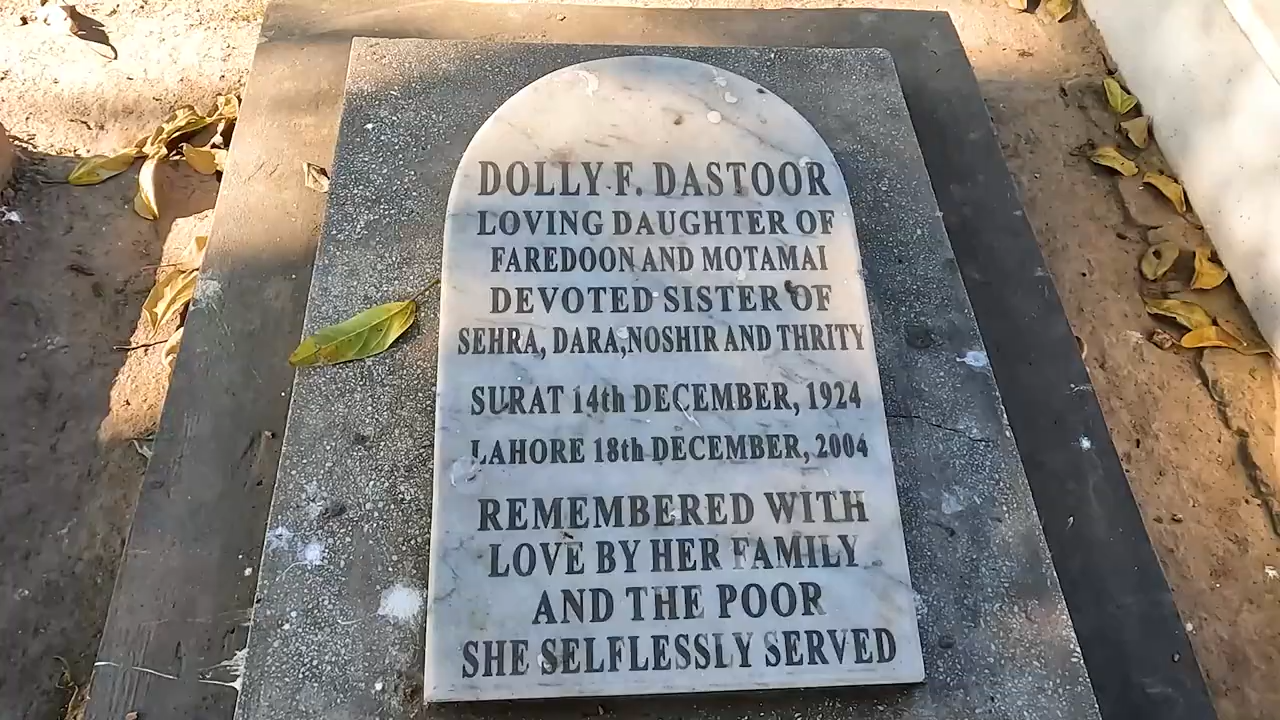 DOLLY F. DASTOOR
LOVING DAUGHTER OF
FAREDOON AND MOTAMAI
DEVOTED SISTER OF
SEHRA, DARA,NOSHIR AND THRITY
SURAT 14th DECEMBER, 1924
LAHORE 18th DECEMBER, 2004
REMEMBERED WITH
LOVE BY HER FAMILY
AND THE POOR
SHE SELFLESSLY SERVED